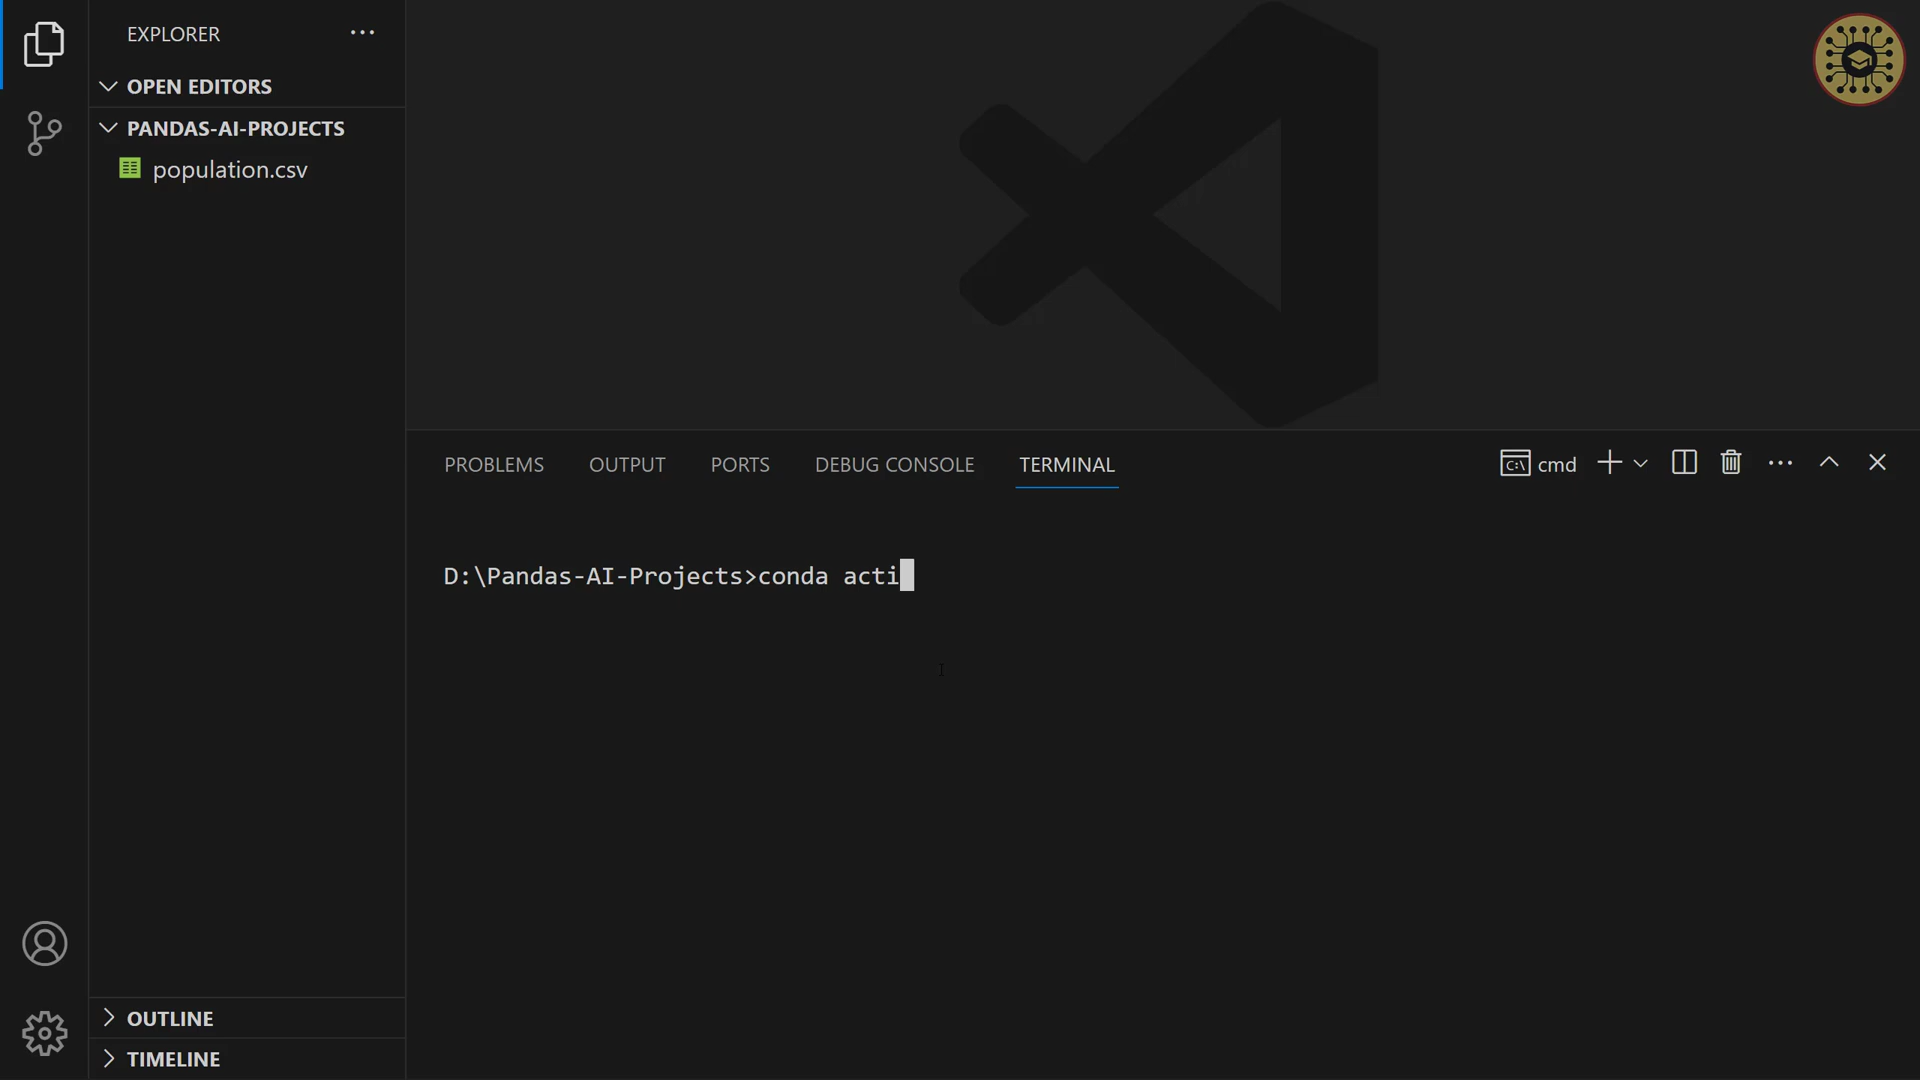 EXPLORER
OPEN EDITORS
PANDAS-AI-PROJECTS
population.csv
OUTLINE
TIMELINE
PROBLEMS OUTPUT PORTS DEBUG CONSOLE TERMINAL
cmd
D:\Pandas-AI-Projects>conda acti